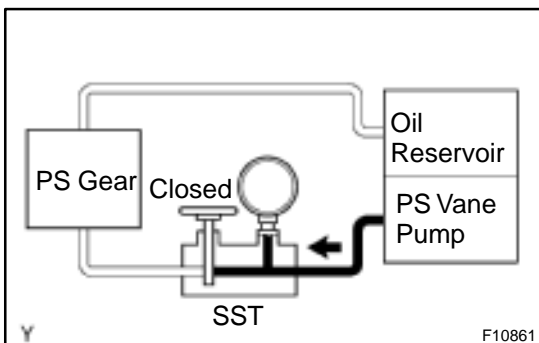 Oil
Reservoir
PS Gear
Closed
PS Vane
Pump
SST
Y
F10861